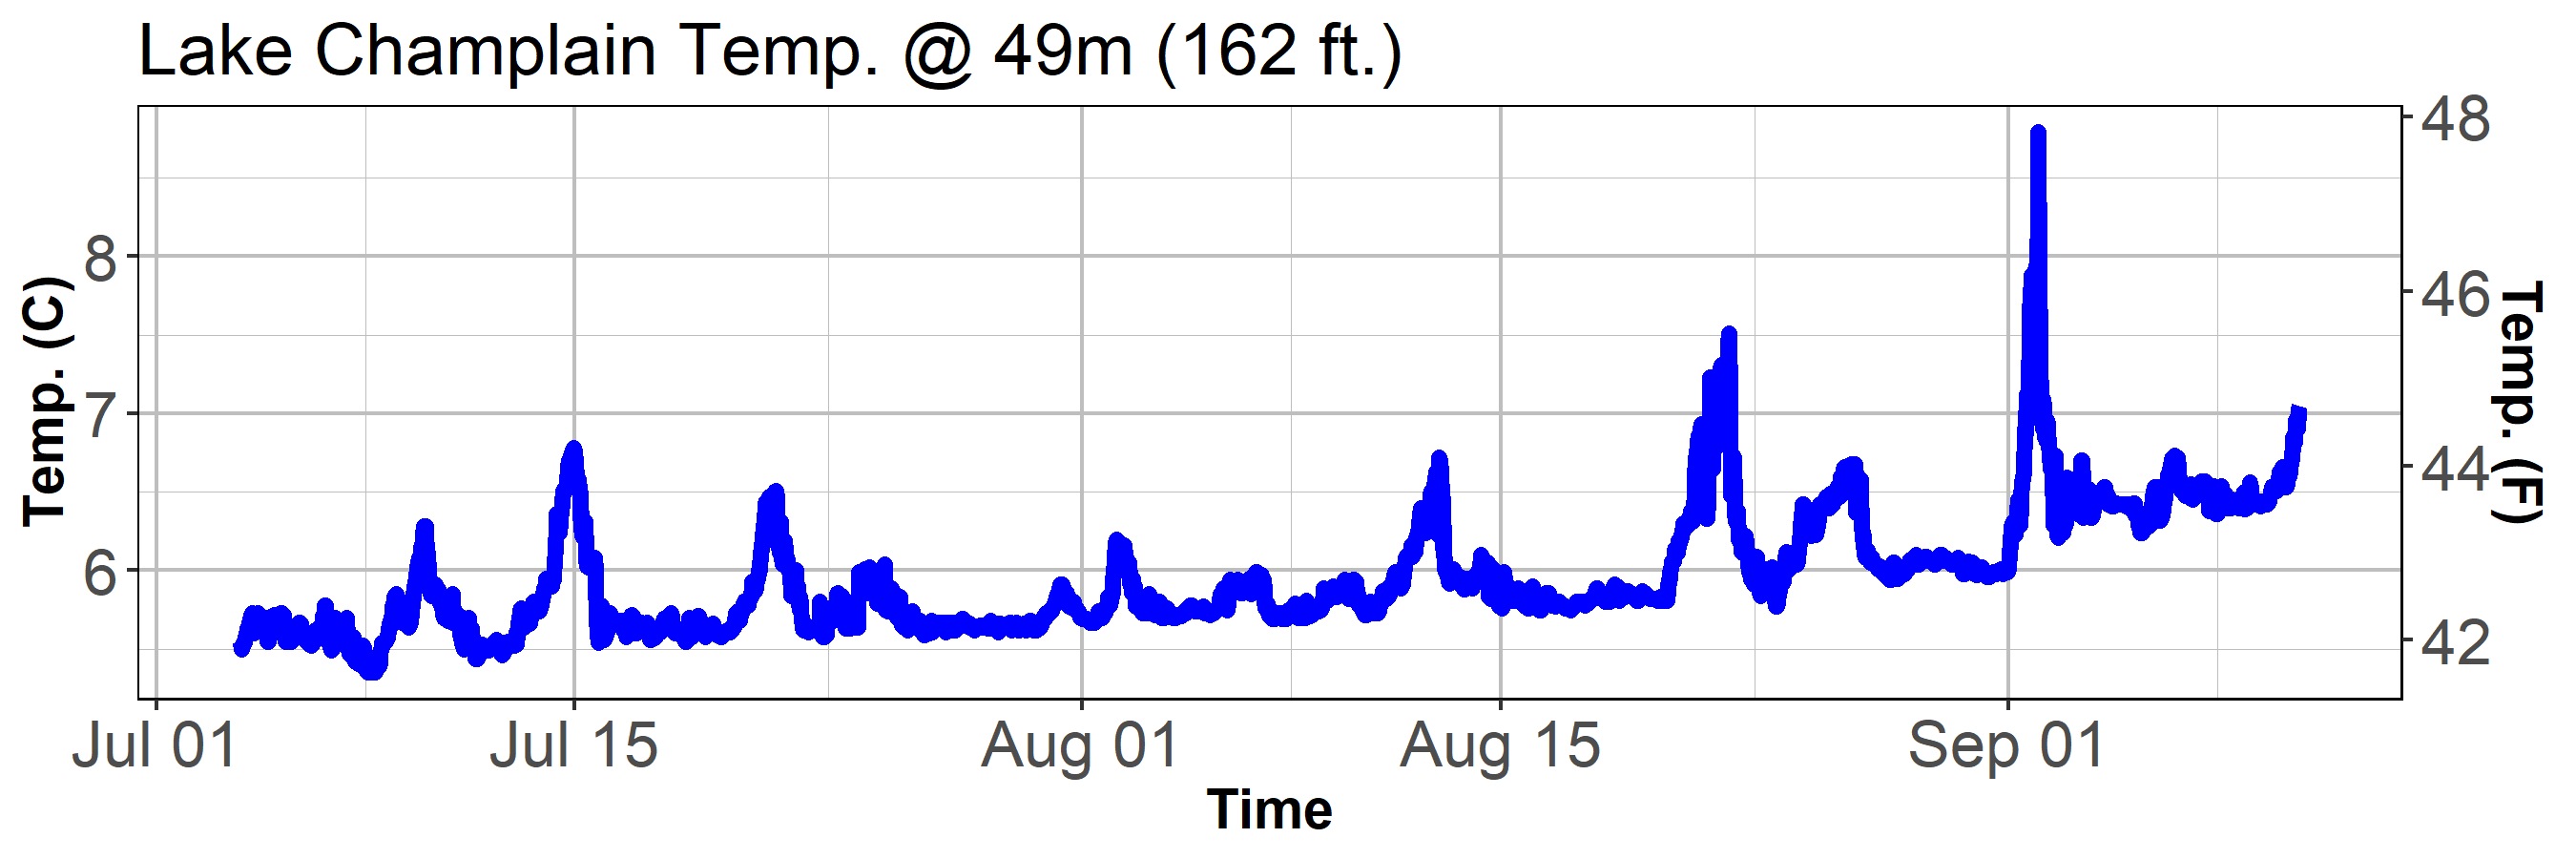 Lake Champlain Temp. @ 49m (162 ft.)
Temp. (C)
8
7
6
48
46
44
42
Temp. (F)
Jul 01
Jul 15
Aug 01
Aug 15
Sep 01
Time